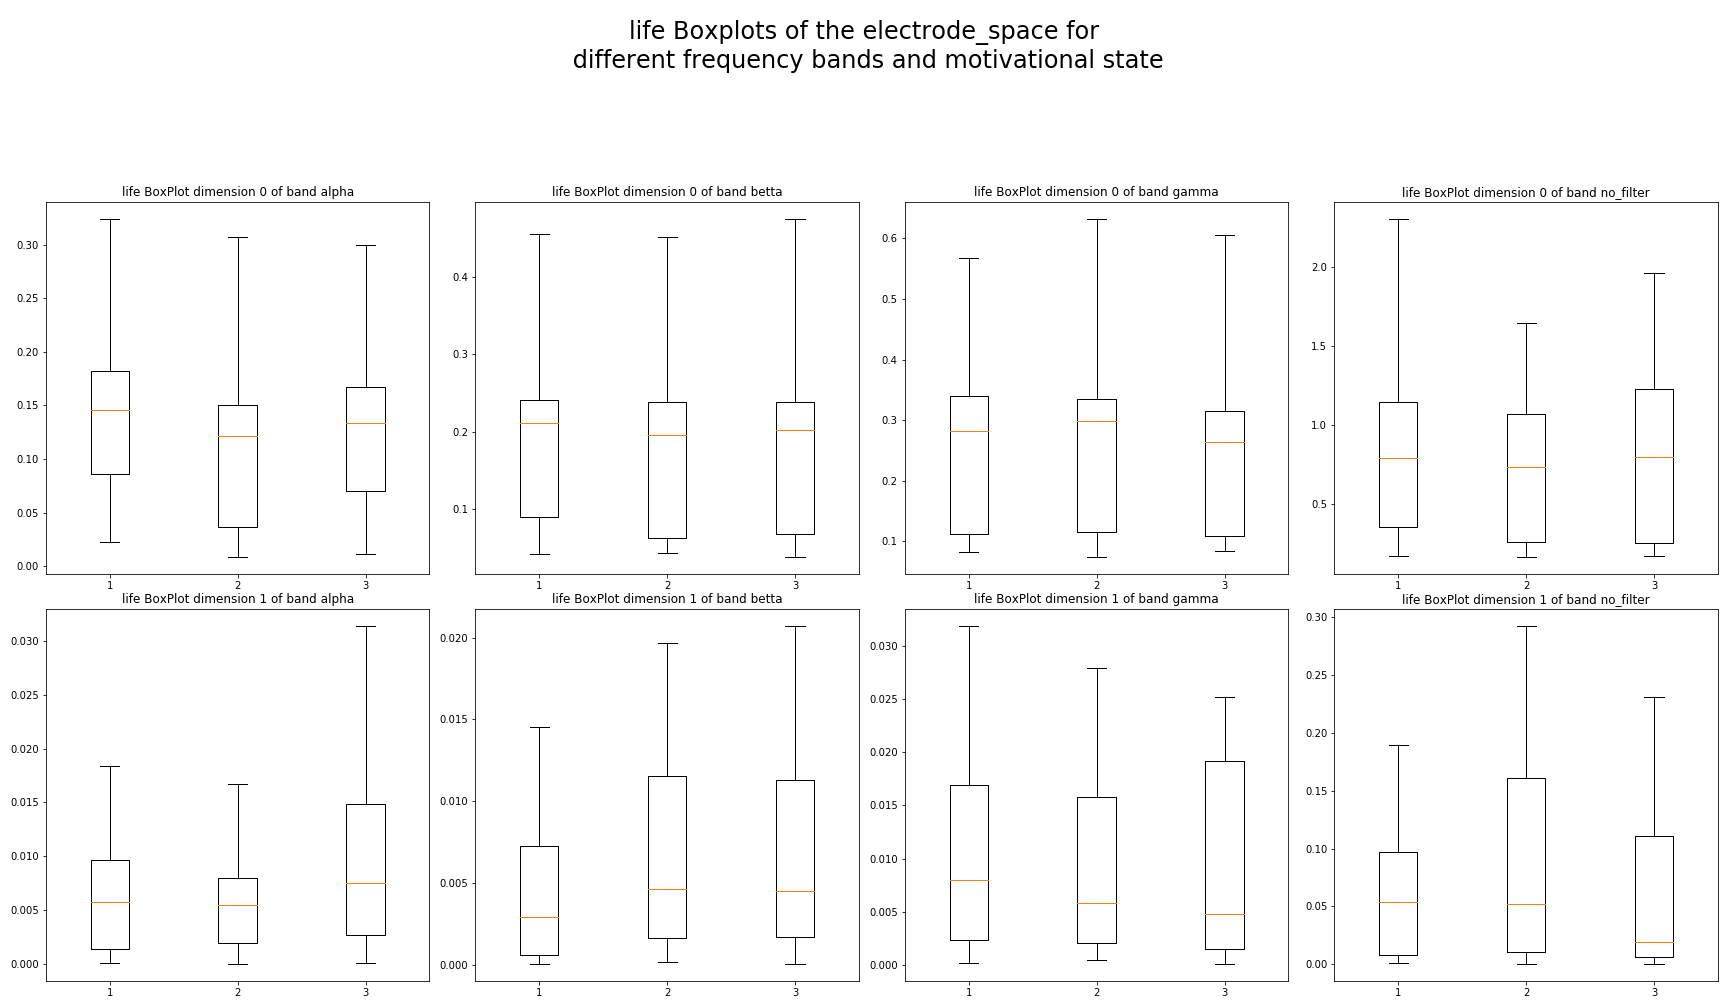 life Boxplots of the electrode_space for
different frequency bands and motivational state
life BoxPlot dimension 0 of band alpha
0.30
0.25
0.20
0.15
0.10
0.05
0.00
1 2 3
life BoxPlot dimension 0 of band betta
0.4
0.3
0.2
0.1
1 2 3
life BoxPlot dimension 0 of band gamma
0.6
0.5
0.4
0.3
0.2
0.1
1 2 3
life BoxPlot dimension 0 of band no_filter
2.0
1.5
1.0
0.5
1 2 3
life BoxPlot dimension 1 of band alpha
0.030
0.025
0.020
0.015
0.010
0.005
0.000
1 2 3
life BoxPlot dimension 1 of band betta
0.020
0.015
0.010
0.005
0.000
1 2 3
life BoxPlot dimension 1 of band gamma
0.030
0.025
0.020
0.015
0.010
0.005
0.000
1 2 3
life BoxPlot dimension 1 of band no_filter
0.30
0.25
0.20
0.15
0.10
0.05
0.00
1 2 3